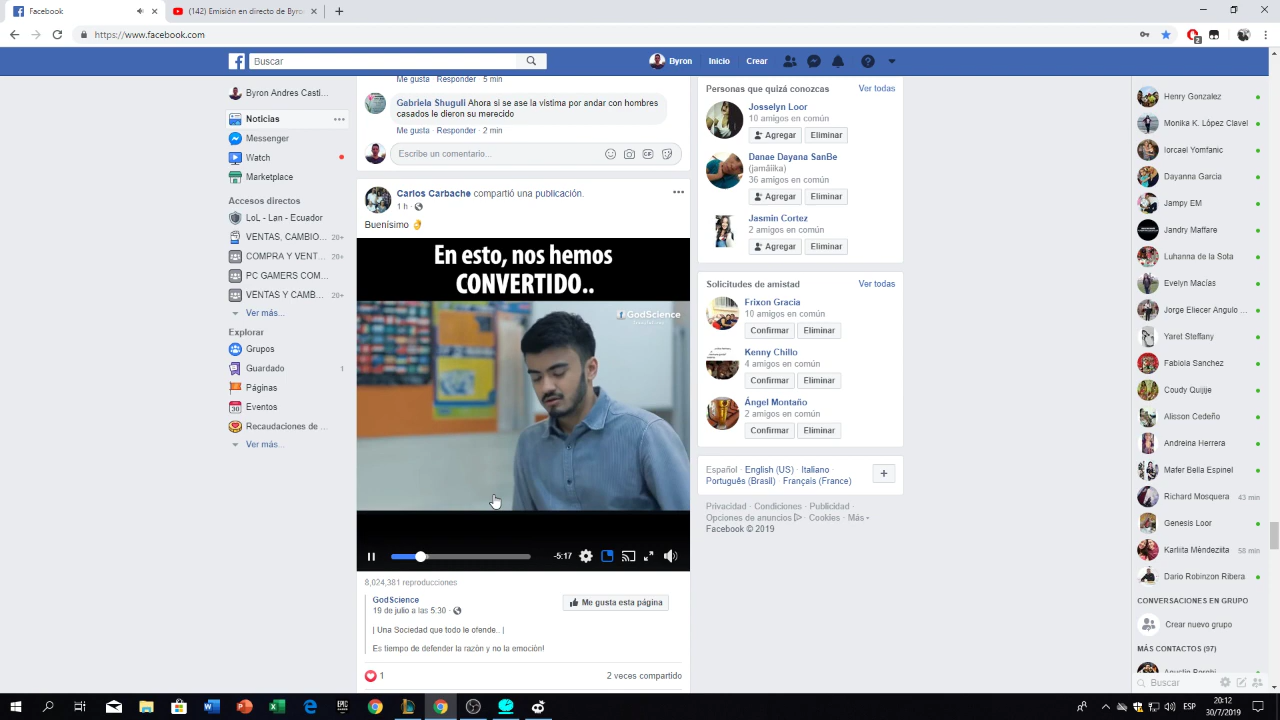 Facebook
(142) Emisión en directo de Byro
https://www.facebook.com
2
Buscar
Byron
Inicio
Crear
Byron Andres Casti...
Noticias
Messenger
Watch
Marketplace
Accesos directos
LoL - Lan - Ecuador
VENTAS, CAMBIO... 20+
COMPRA Y VENT... 20+
PC GAMERS COM...
VENTAS Y CAMB... 20+
Ver más...
Explorar
Grupos
Guardado 1
Páginas
Eventos
Recaudaciones de ...
Ver más...
Me gusta · Responder · 5 min
Gabriela Shuguli Ahora si se ase la vistima por andar con hombres
casados le dieron su merecido
Me gusta · Responder · 2 min
Escribe un comentario...
Carlos Carbache compartió una publicación.
1 h ·
Buenísimo
En esto, nos hemos
CONVERTIDO..
GodScience
-5:17
8,024,381 reproducciones
GodScience
19 de julio a las 5:30 ·
Me gusta esta página
| Una Sociedad que todo le ofende.. |
Es tiempo de defender la razón y no la emoción!
1
2 veces compartido
Personas que quizá conozcas
Ver todas
Josselyn Loor
10 amigos en común
Agregar Eliminar
Danae Dayana SanBe
(jamâiika)
36 amigos en común
Agregar Eliminar
Jasmin Cortez
2 amigos en común
Agregar Eliminar
Solicitudes de amistad
Ver todas
Frixon Gracia
10 amigos en común
Confirmar Eliminar
Kenny Chillo
4 amigos en común
Confirmar Eliminar
Ángel Montaño
2 amigos en común
Confirmar Eliminar
Español · English (US) · Italiano ·
Português (Brasil) · Français (France)
Privacidad · Condiciones · Publicidad ·
Opciones de anuncios · Cookies · Más
Facebook © 2019
Henry Gonzalez
Monika K. López Clavel
Iorcael Yomfanic
Dayanna Garcia
Jampy EM
Jandry Maffare
Luhanna de la Sota
Evelyn Macías
Jorge Eliecer Angulo ...
Yaret Steffany
Fabiola Sanchez
Coudy Quijije
Alisson Cedeño
Andreina Herrera
Mafer Bella Espinel
Richard Mosquera 43 min
Genesis Loor
Karliita Mèndeziita 58 min
Dario Robinzon Ribera
CONVERSACIONES EN GRUPO
Crear nuevo grupo
MÁS CONTACTOS (97)
Buscar
ESP
20:12
30/7/2019